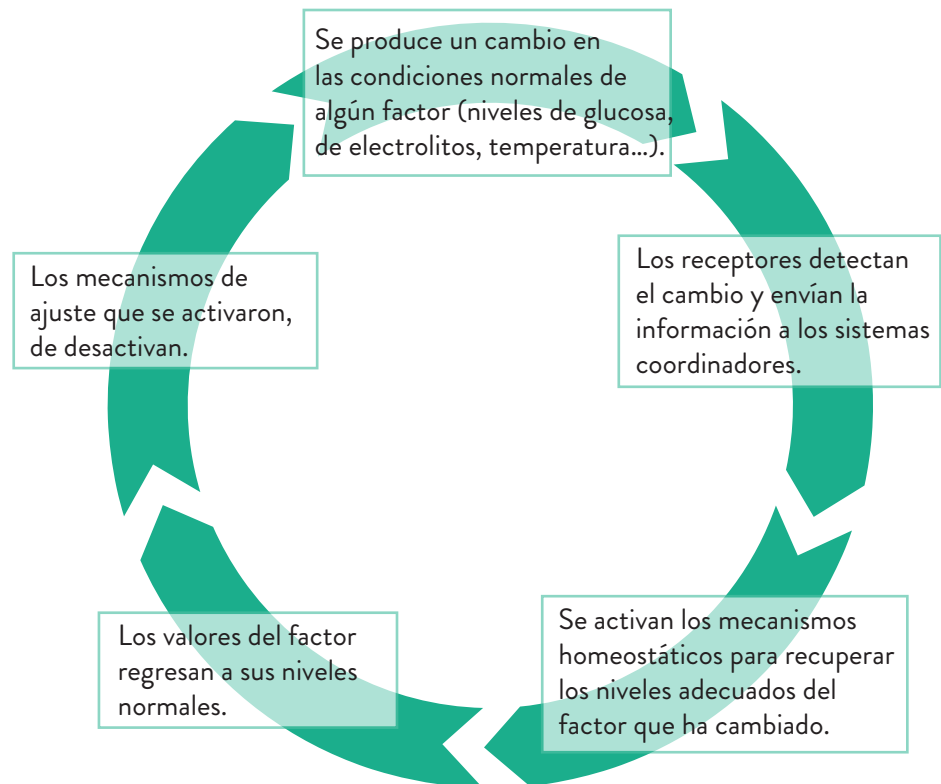 Se produce un cambio en
las condiciones normales de
algún factor (niveles de glucosa,
de electrolitos, temperatura...).
Los receptores detectan
el cambio y envían la
información a los sistemas
coordinadores.
Se activan los mecanismos
homeostáticos para recuperar
los niveles adecuados del
factor que ha cambiado.
Los valores del factor
regresan a sus niveles
normales.
Los mecanismos de
ajuste que se activaron,
de desactivan.